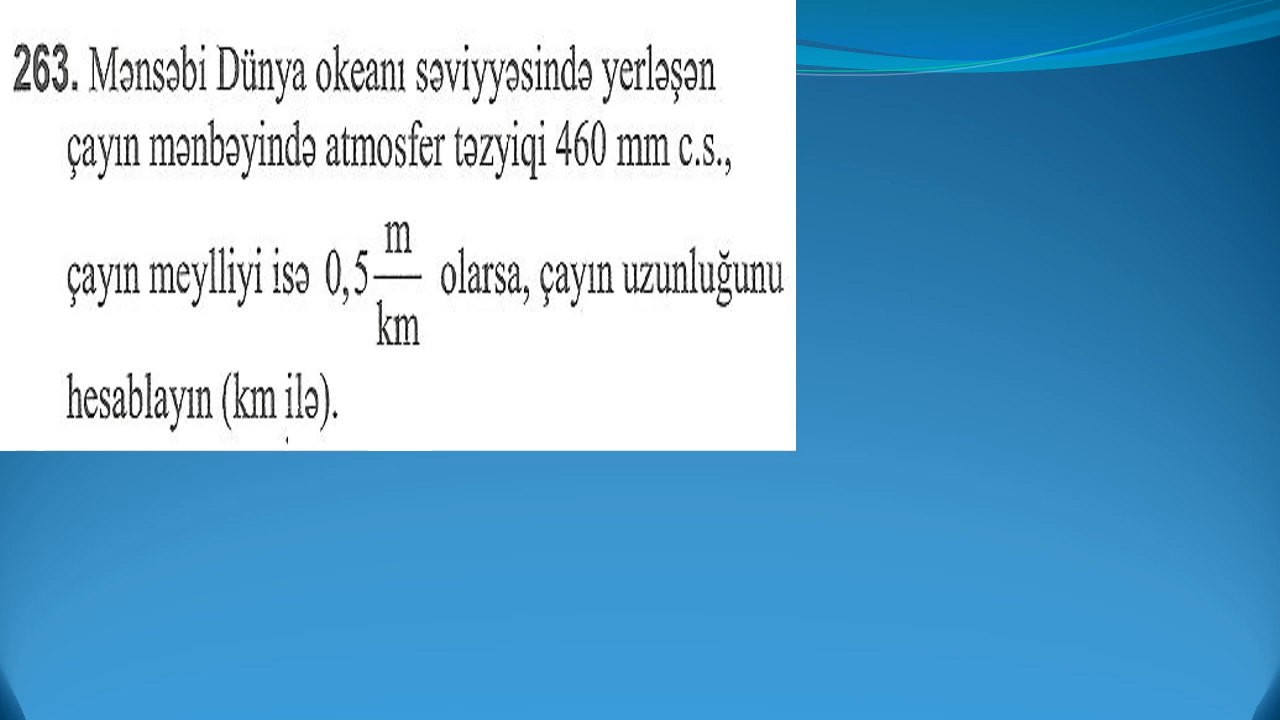 263. Mənsəbi Dünya okeanı səviyyəsində yerləşən
çayın mənbəyində atmosfer təzyiqi 460 mm c.s.,
çayın meylliyi isə 0,5 m/km olarsa, çayın uzunluğunu
hesablayın (km ilə).